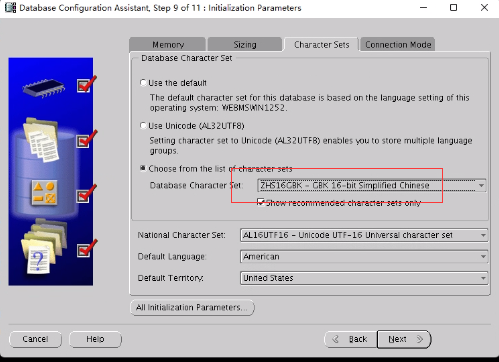 Database Configuration Assistant, Step 9 of 11 : Initialization Parameters
Memory
Sizing
Character Sets
Connection Mode
Database Character Set
Use the default
The default character set for this database is based on the language setting of this
operating system: WE8MSWIN1252.
Use Unicode (AL32UTF8)
Setting character set to Unicode (AL32UTF8) enables you to store multiple language
groups.
Choose from the list of character sets
Database Character Set:
ZHS16GBK - GBK 16-bit Simplified Chinese
Show recommended character sets only
National Character Set:
AL16UTF16 - Unicode UTF-16 Universal character set
Default Language:
American
Default Territory:
United States
All Initialization Parameters...
Cancel
Help
Back
Next